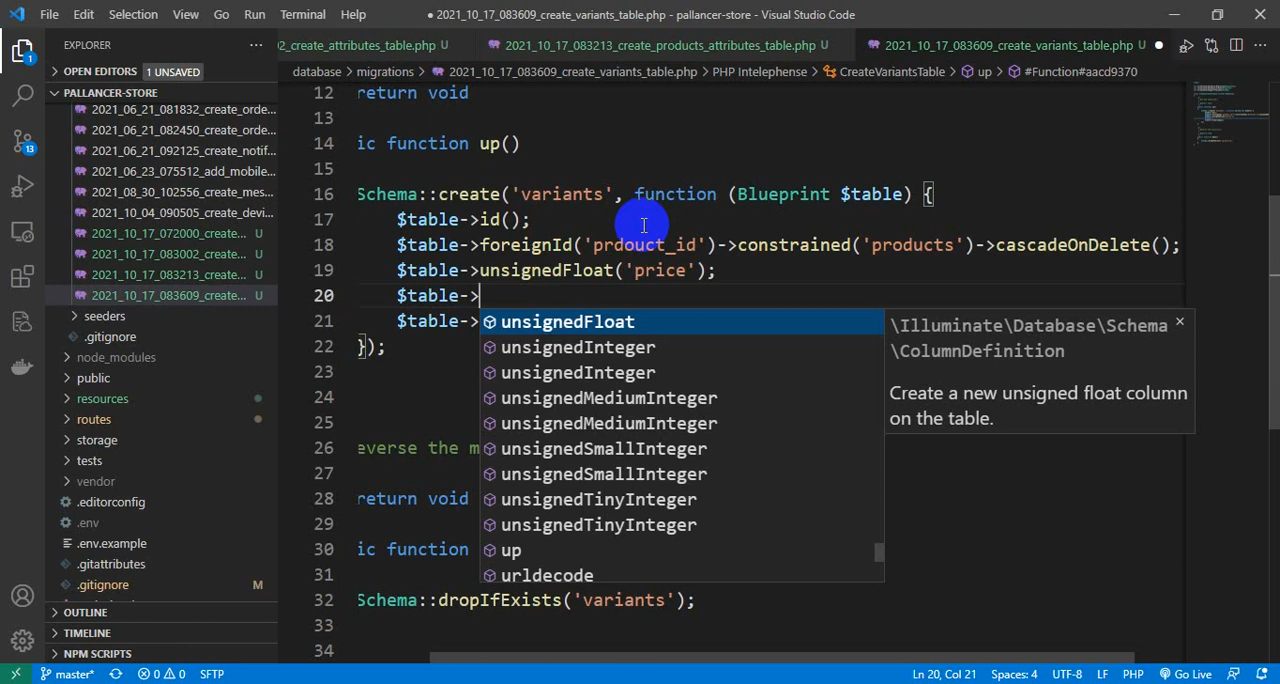 File Edit Selection View Go Run Terminal Help
● 2021_10_17_083609_create_variants_table.php - pallancer-store - Visual Studio Code
EXPLORER
02_create_attributes_table.php U
2021_10_17_083213_create_products_attributes_table.php U
2021_10_17_083609_create_variants_table.php U
OPEN EDITORS 1 UNSAVED
database > migrations > 2021_10_17_083609_create_variants_table.php > PHP Intelephense > CreateVariantsTable > up > #Function#aacd9370
PALLANCER-STORE
2021_06_21_081832_create_orde...
2021_06_21_082450_create_orde...
2021_06_21_092125_create_notif...
2021_06_23_075512_add_mobile...
2021_08_30_102556_create_mes...
2021_10_04_090505_create_devi...
2021_10_17_072000_create... U
2021_10_17_083002_create... U
2021_10_17_083213_create... U
2021_10_17_083609_create... U
seeders
.gitignore
node_modules
public
resources
routes
storage
tests
vendor
.editorconfig
.env
.env.example
.gitattributes
.gitignore M
OUTLINE
TIMELINE
NPM SCRIPTS
1
13
12 return void
13
14 ic function up()
15
16 Schema::create('variants', function (Blueprint $table) {
17 $table->id();
18 $table->foreignId('prdouct_id')->constrained('products')->cascadeOnDelete();
19 $table->unsignedFloat('price');
20 $table->
21 $table->
22 });
23
24
25
26 everse the m
27
28 return void
29
30 ic function
31
32 Schema::dropIfExists('variants');
33
34
unsignedFloat
unsignedInteger
unsignedInteger
unsignedMediumInteger
unsignedMediumInteger
unsignedSmallInteger
unsignedSmallInteger
unsignedTinyInteger
unsignedTinyInteger
up
urldecode
\Illuminate\Database\Schema
\ColumnDefinition
Create a new unsigned float column
on the table.
master* 0 0 SFTP Ln 20, Col 21 Spaces: 4 UTF-8 LF PHP Go Live